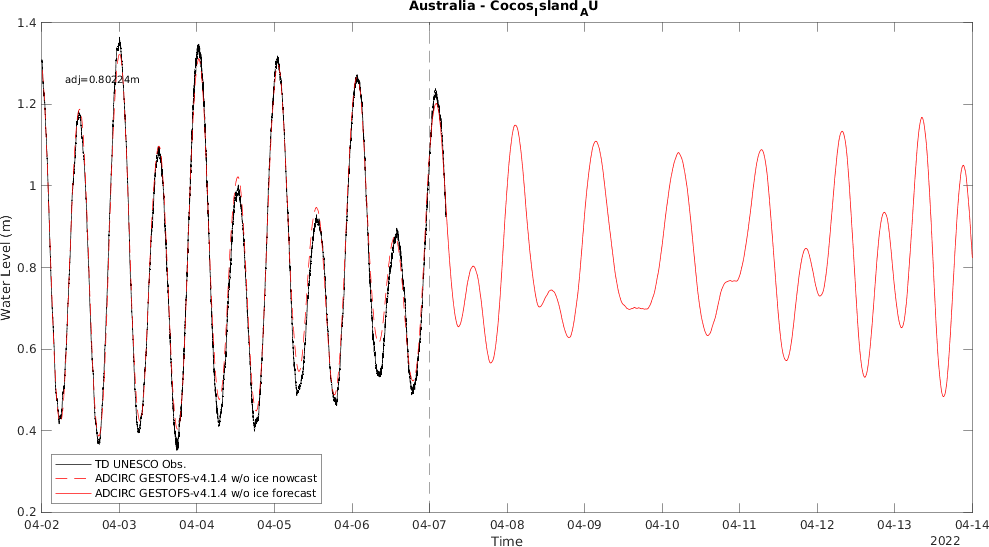 Australia - Cocos_Island_AU
1.4
adj=0.80224m
1.2
1
0.8
0.6
0.4
0.2
Water Level (m)
TD UNESCO Obs.
ADCIRC GESTOFS-v4.1.4 w/o ice nowcast
ADCIRC GESTOFS-v4.1.4 w/o ice forecast
04-02 04-03 04-04 04-05 04-06 04-07 04-08 04-09 04-10 04-11 04-12 04-13 04-14
Time
2022